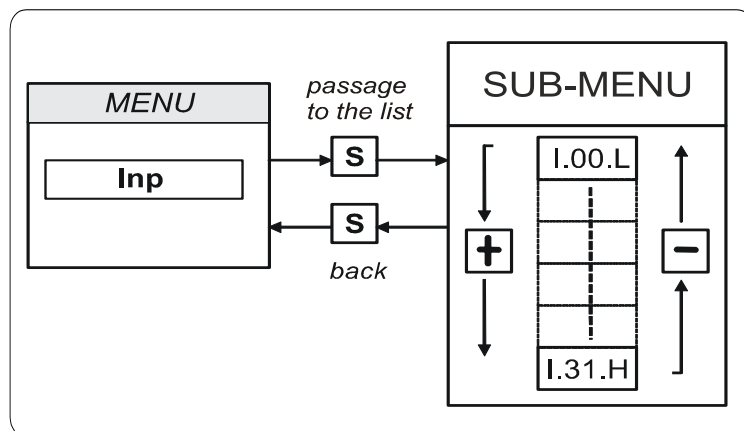 MENU
Inp
passage
to the list
S
S
back
SUB-MENU
I.00.L
+
−
I.31.H